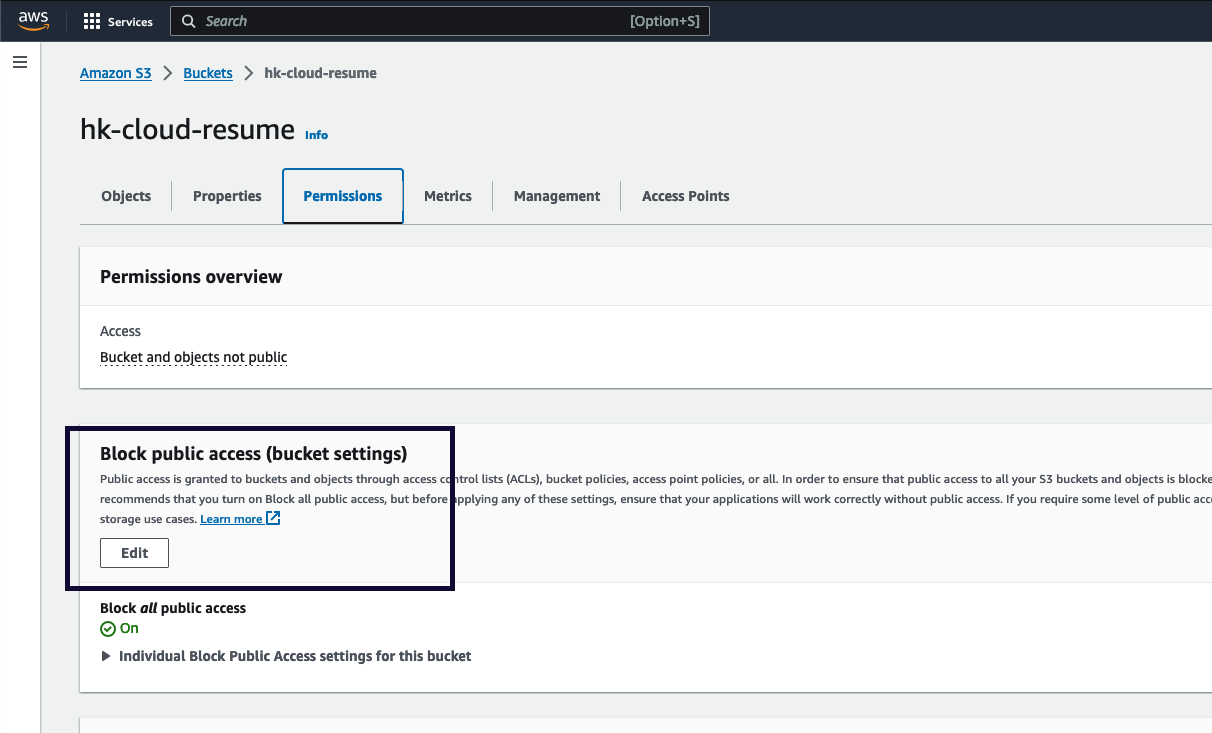 aws
Services
Search
[Option+S]
Amazon S3 > Buckets > hk-cloud-resume
hk-cloud-resume Info
Objects
Properties
Permissions
Metrics
Management
Access Points
Permissions overview
Access
Bucket and objects not public
Block public access (bucket settings)
Public access is granted to buckets and objects through access control lists (ACLs), bucket policies, access point policies, or all. In order to ensure that public access to all your S3 buckets and objects is blocke
recommends that you turn on Block all public access, but before applying any of these settings, ensure that your applications will work correctly without public access. If you require some level of public acc
storage use cases. Learn more
Edit
Block all public access
On
Individual Block Public Access settings for this bucket